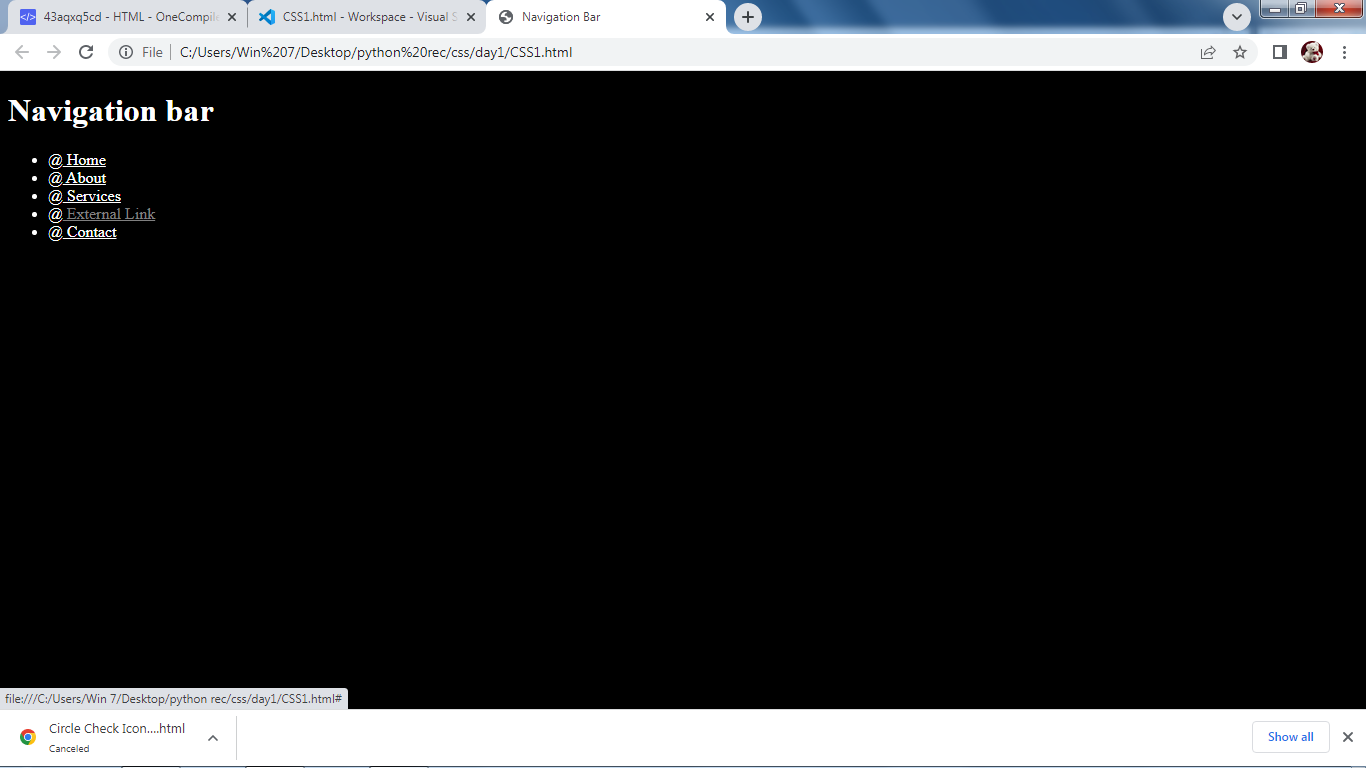 43aqxq5cd - HTML - OneCompile
CSS1.html - Workspace - Visual S
Navigation Bar
File
C:/Users/Win%207/Desktop/python%20rec/css/day1/CSS1.html
Navigation bar
@ Home
@ About
@ Services
@ External Link
@ Contact
file:///C:/Users/Win 7/Desktop/python rec/css/day1/CSS1.html#
Circle Check Icon....html
Canceled
Show all